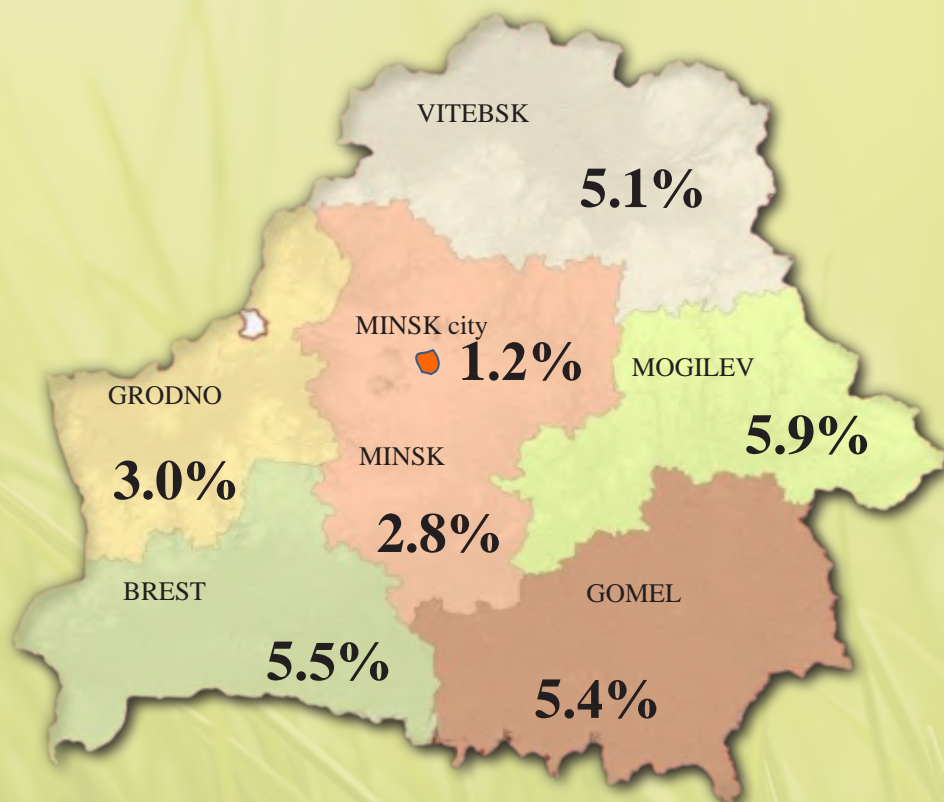 VITEBSK
5.1%
MINSK city
1.2%
MOGILEV
5.9%
GRODNO
3.0%
MINSK
2.8%
BREST
5.5%
GOMEL
5.4%